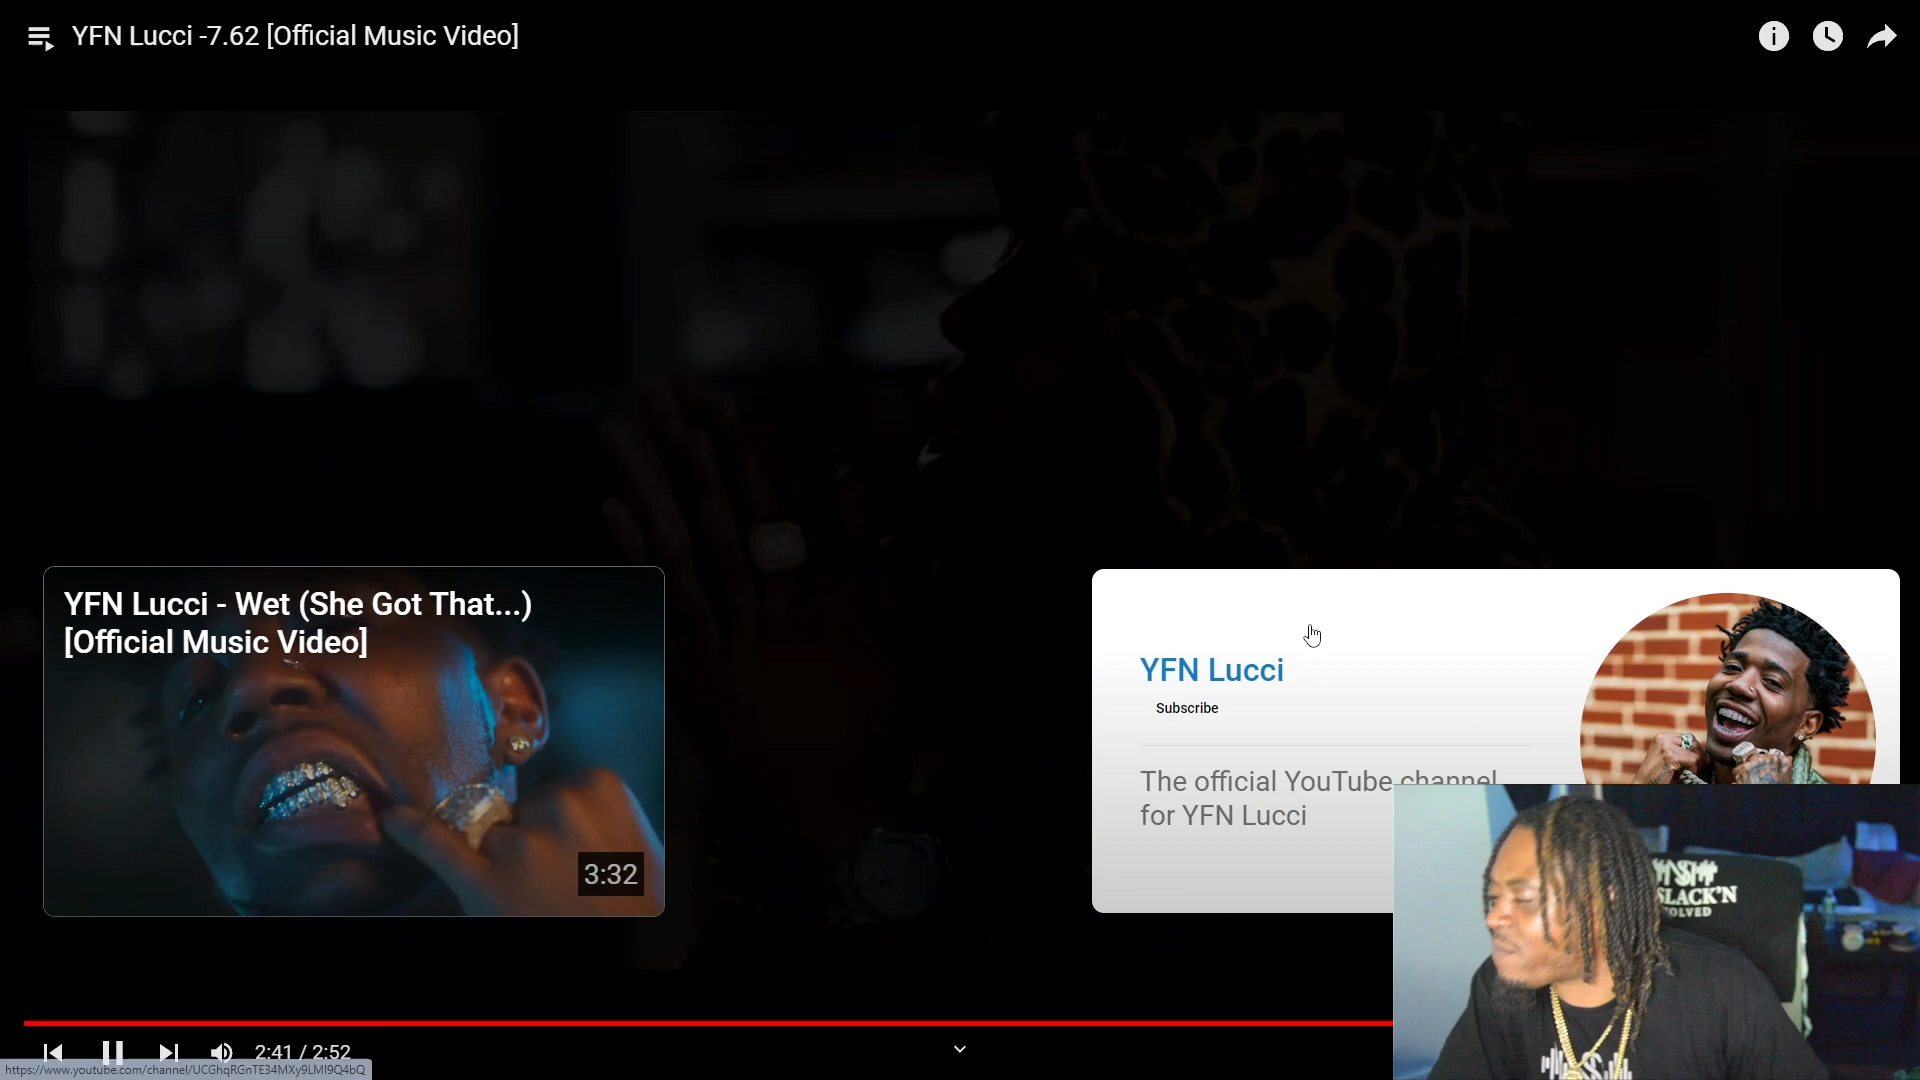 YFN Lucci -7.62 [Official Music Video]
YFN Lucci - Wet (She Got That...)
[Official Music Video]
3:32
YFN Lucci
Subscribe
The official YouTube channel
for YFN Lucci
SLACK'N
2:41 / 2:52
https://www.youtube.com/channel/UCGhqRGnTE34MXy9LMI9Q4bQ